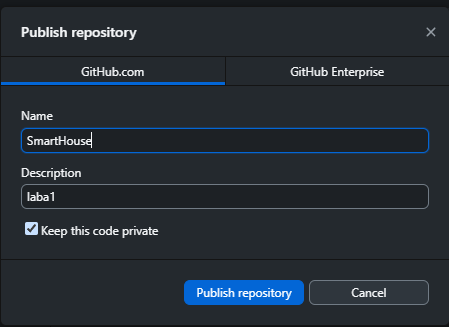 Publish repository
GitHub.com
GitHub Enterprise
Name
SmartHouse
Description
laba1
Keep this code private
Publish repository
Cancel